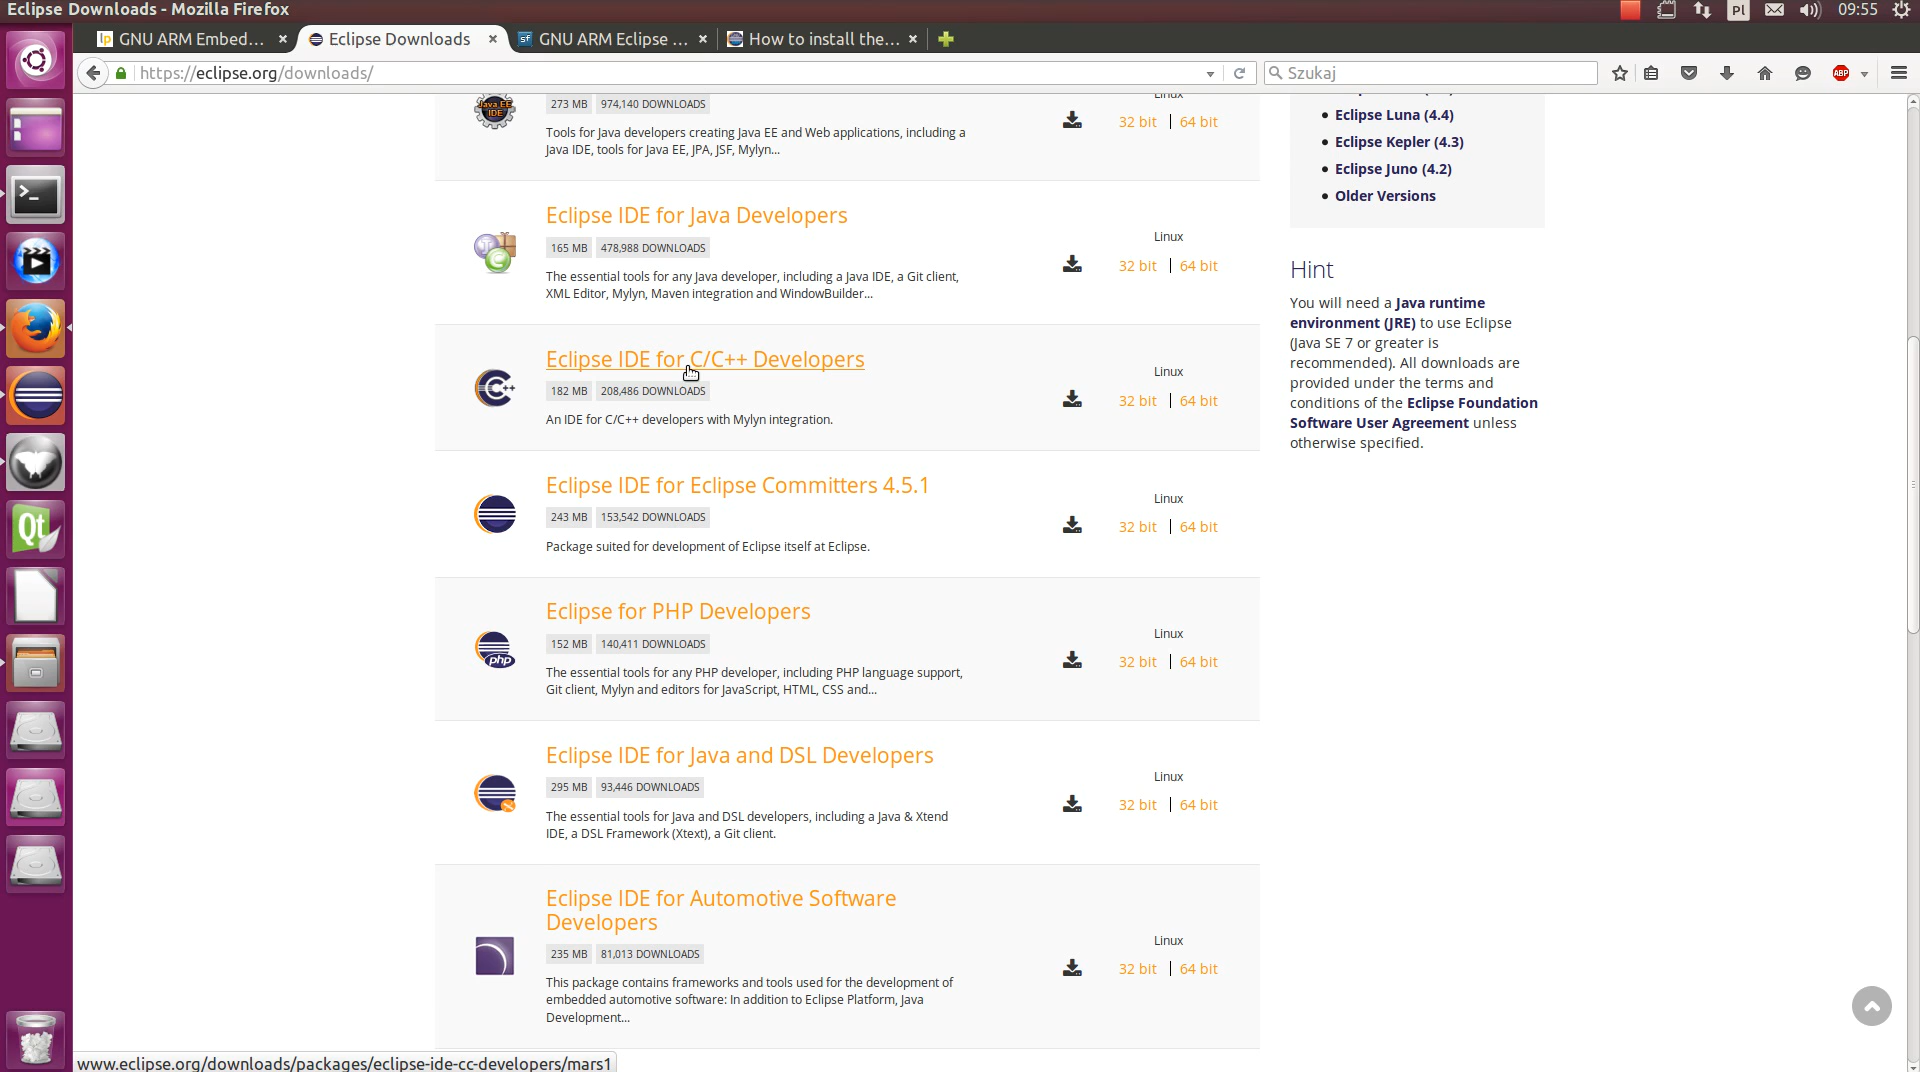 Eclipse Downloads - Mozilla Firefox
Pl
09:55
lp GNU ARM Embed... ×
Eclipse Downloads ×
sf GNU ARM Eclipse ... ×
How to install the... ×
https://eclipse.org/downloads/
Szukaj
ABP
Java EE
IDE
273 MB 974,140 DOWNLOADS
Linux
32 bit | 64 bit
Tools for Java developers creating Java EE and Web applications, including a
Java IDE, tools for Java EE, JPA, JSF, Mylyn...
Eclipse IDE for Java Developers
165 MB 478,988 DOWNLOADS
The essential tools for any Java developer, including a Java IDE, a Git client,
XML Editor, Mylyn, Maven integration and WindowBuilder...
Linux
32 bit | 64 bit
Eclipse IDE for C/C++ Developers
182 MB 208,486 DOWNLOADS
An IDE for C/C++ developers with Mylyn integration.
Linux
32 bit | 64 bit
Eclipse IDE for Eclipse Committers 4.5.1
243 MB 153,542 DOWNLOADS
Package suited for development of Eclipse itself at Eclipse.
Linux
32 bit | 64 bit
Eclipse for PHP Developers
php
152 MB 140,411 DOWNLOADS
The essential tools for any PHP developer, including PHP language support,
Git client, Mylyn and editors for JavaScript, HTML, CSS and...
Linux
32 bit | 64 bit
Eclipse IDE for Java and DSL Developers
295 MB 93,446 DOWNLOADS
The essential tools for Java and DSL developers, including a Java & Xtend
IDE, a DSL Framework (Xtext), a Git client.
Linux
32 bit | 64 bit
Eclipse IDE for Automotive Software
Developers
235 MB 81,013 DOWNLOADS
This package contains frameworks and tools used for the development of
embedded automotive software: In addition to Eclipse Platform, Java
Development...
Linux
32 bit | 64 bit
Eclipse Luna (4.4)
Eclipse Kepler (4.3)
Eclipse Juno (4.2)
Older Versions
Hint
You will need a Java runtime
environment (JRE) to use Eclipse
(Java SE 7 or greater is
recommended). All downloads are
provided under the terms and
conditions of the Eclipse Foundation
Software User Agreement unless
otherwise specified.
Qt
www.eclipse.org/downloads/packages/eclipse-ide-cc-developers/mars1